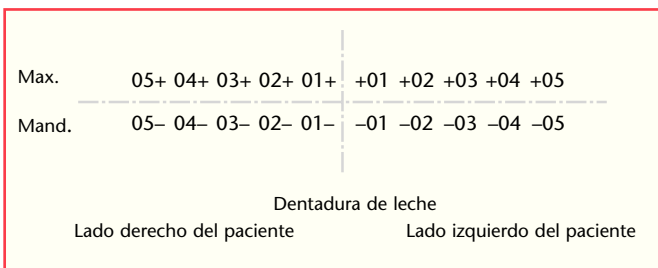 Max. 05+ 04+ 03+ 02+ 01+ +01 +02 +03 +04 +05
Mand. 05– 04– 03– 02– 01– –01 –02 –03 –04 –05
Dentadura de leche
Lado derecho del paciente Lado izquierdo del paciente